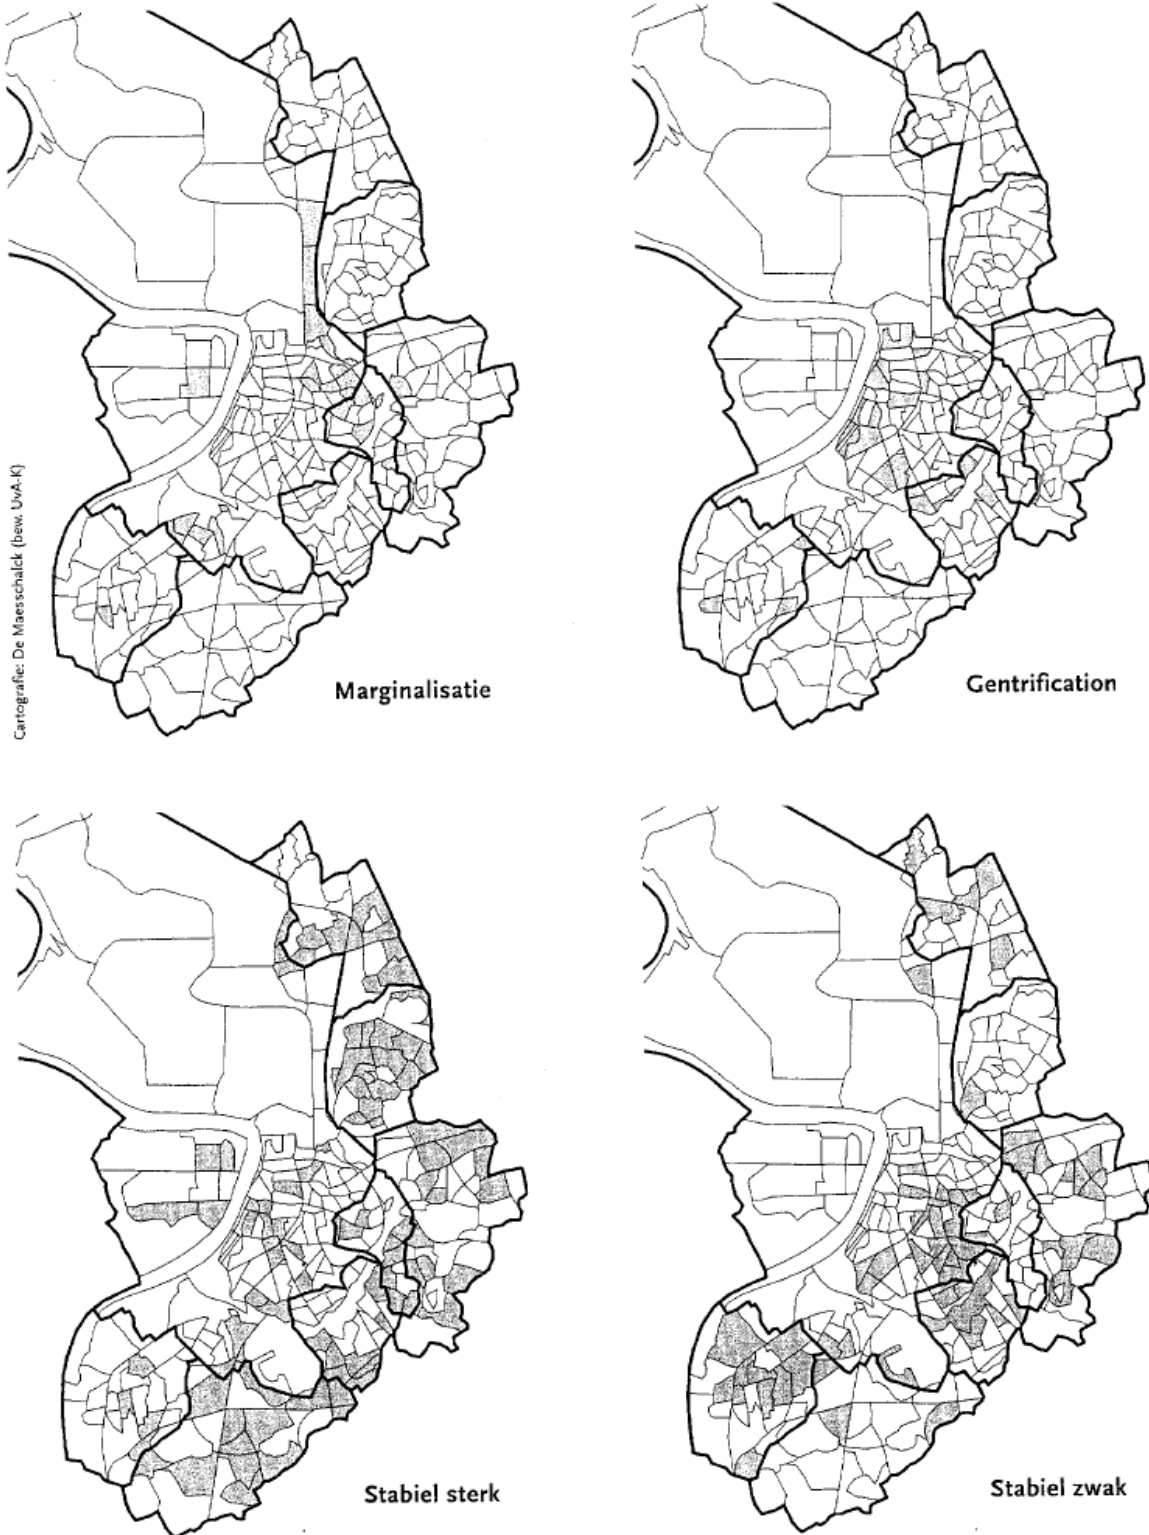 Cartografie: De Maesschalck (bew. UvA-K)
Marginalisatie
Gentrification
Stabiel sterk
Stabiel zwak